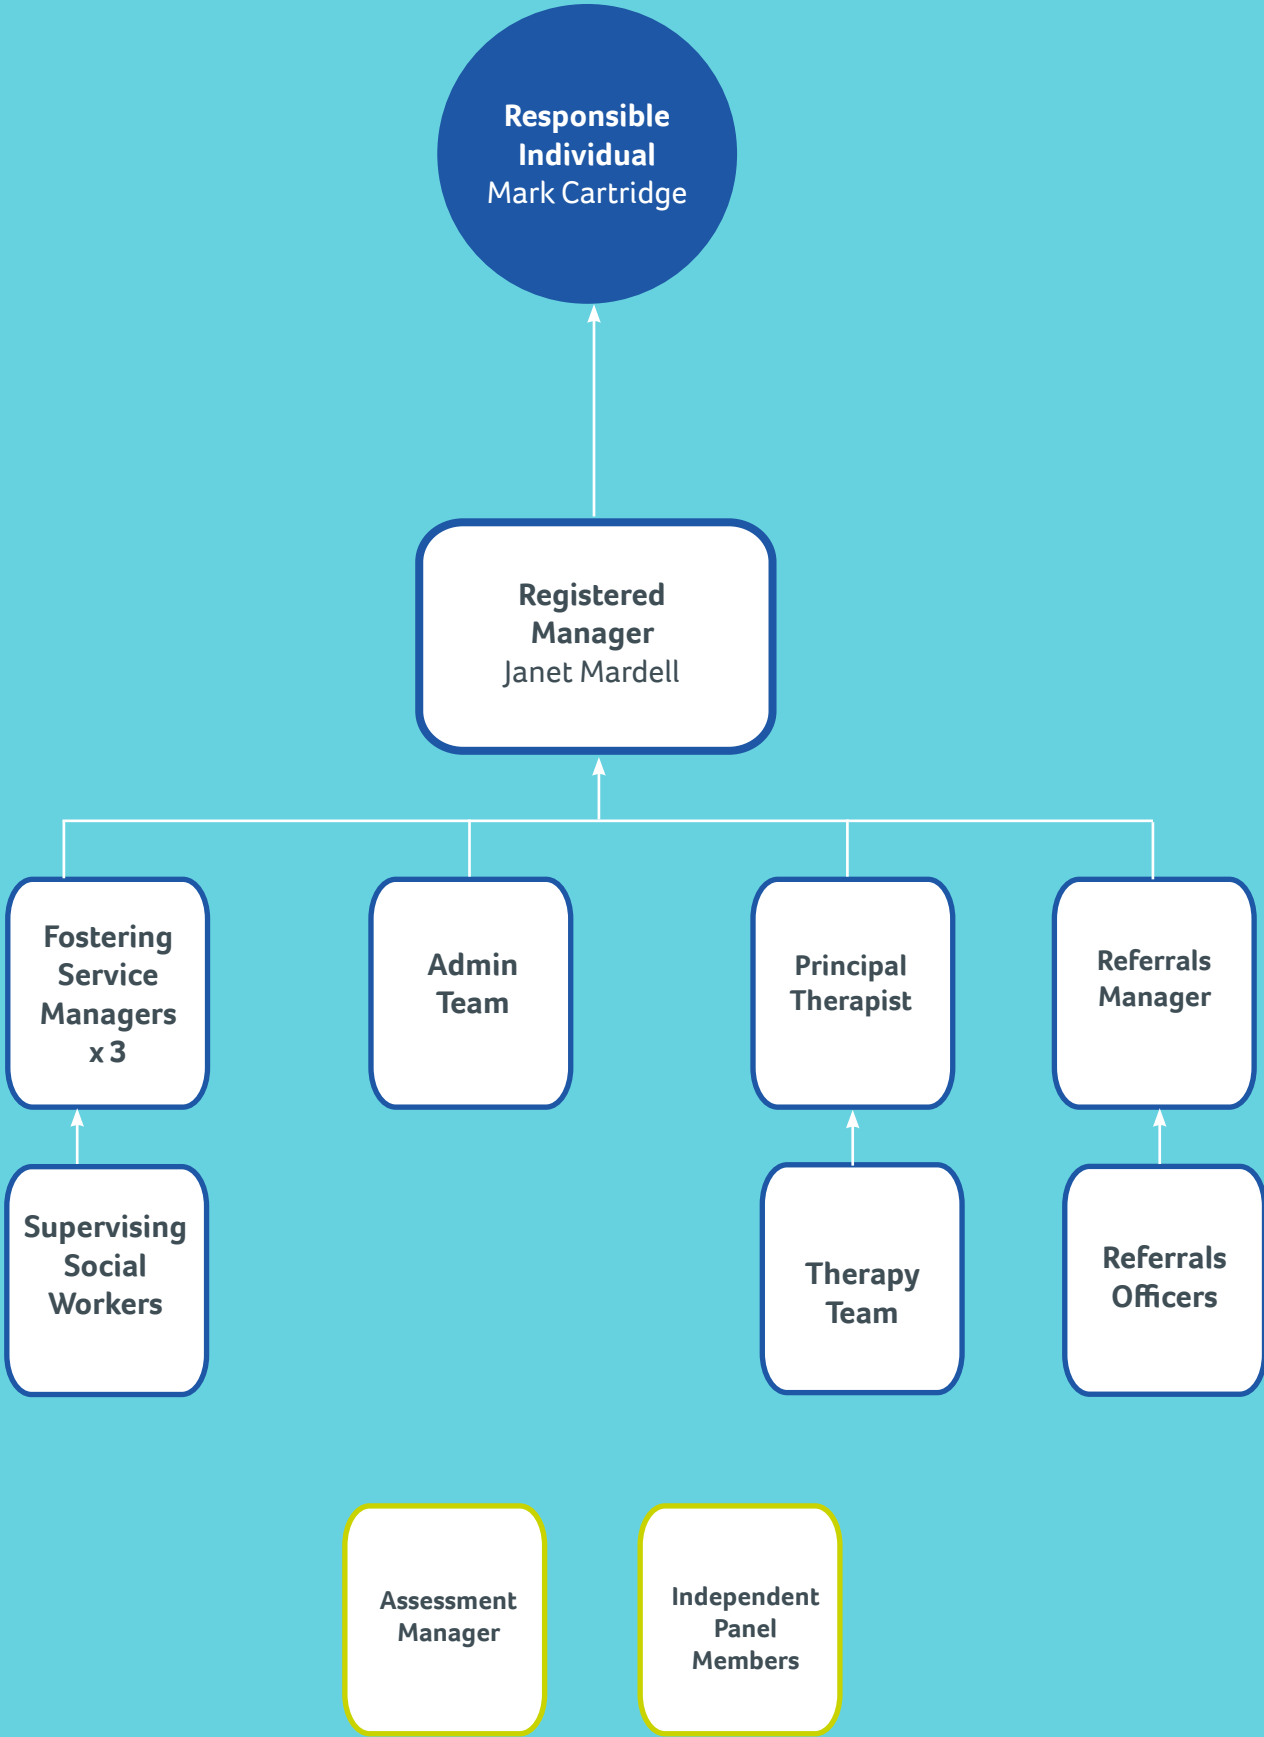 Responsible
Individual
Mark Cartridge
Registered
Manager
Janet Mardell
Fostering
Service
Managers
x 3
Admin
Team
Principal
Therapist
Referrals
Manager
Supervising
Social
Workers
Therapy
Team
Referrals
Officers
Assessment
Manager
Independent
Panel
Members